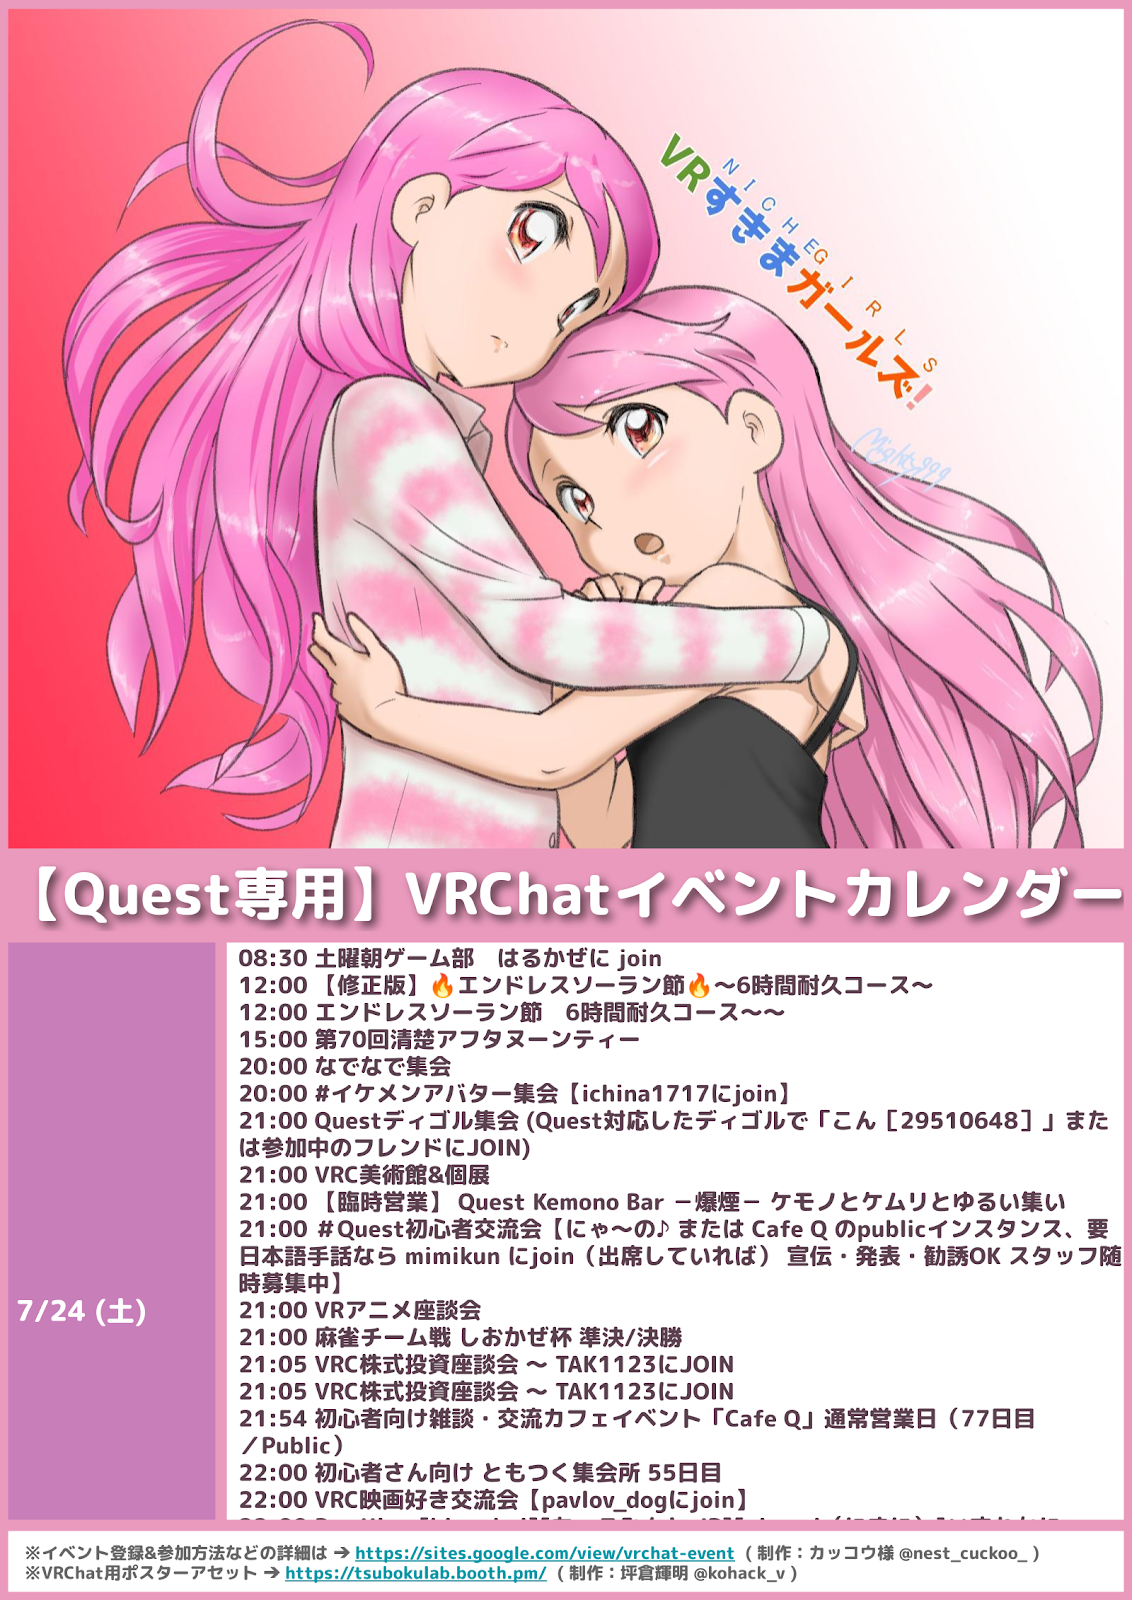 NICHE GIRLS
VRすきまガールズ!
Mighty999
【Quest専用】VRChatイベントカレンダー
7/24 (土)
08:30 土曜朝ゲーム部　はるかぜに join
12:00 【修正版】🔥エンドレスソーラン節🔥〜6時間耐久コース〜
12:00 エンドレスソーラン節　6時間耐久コース〜〜
15:00 第70回清楚アフタヌーンティー
20:00 なでなで集会
20:00 #イケメンアバター集会【ichina1717にjoin】
21:00 Questディゴル集会 (Quest対応したディゴルで「こん［29510648］」また
は参加中のフレンドにJOIN)
21:00 VRC美術館&個展
21:00 【臨時営業】 Quest Kemono Bar －爆煙－ ケモノとケムリとゆるい集い
21:00 ＃Quest初心者交流会【にゃ〜の♪ または Cafe Q のpublicインスタンス、要
日本語手話なら mimikun にjoin（出席していれば） 宣伝・発表・勧誘OK スタッフ随
時募集中】
21:00 VRアニメ座談会
21:00 麻雀チーム戦 しおかぜ杯 準決/決勝
21:05 VRC株式投資座談会 〜 TAK1123にJOIN
21:05 VRC株式投資座談会 〜 TAK1123にJOIN
21:54 初心者向け雑談・交流カフェイベント「Cafe Q」通常営業日（77日目
／Public）
22:00 初心者さん向け ともつく集会所 55日目
22:00 VRC映画好き交流会【pavlov_dogにjoin】
※イベント登録&参加方法などの詳細は ➔ https://sites.google.com/view/vrchat-event ( 制作：カッコウ様 @nest_cuckoo_ )
※VRChat用ポスターアセット ➔ https://tsubokulab.booth.pm/ ( 制作：坪倉輝明 @kohack_v )